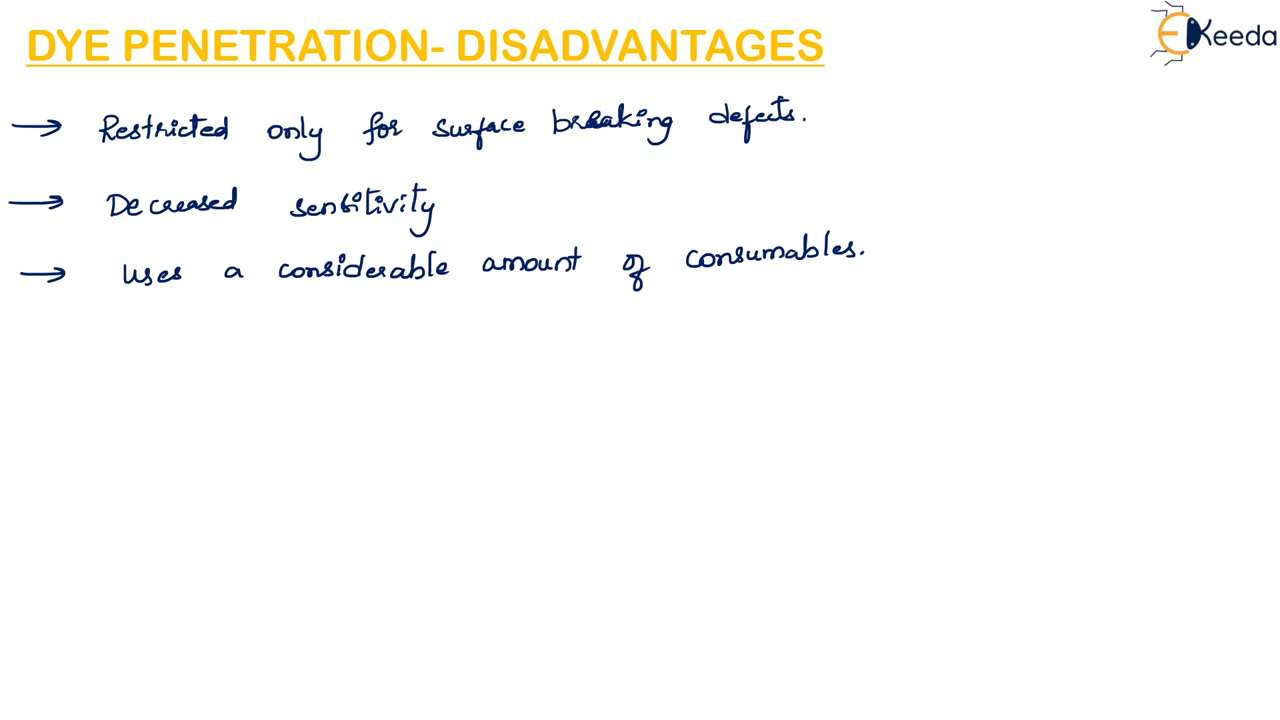 DYE PENETRATION- DISADVANTAGES
EKeeda
→ Restricted only for surface breaking defects.
→ Decreased sensitivity
→ uses a considerable amount of consumables.